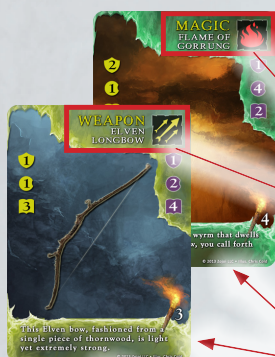 MAGIC
FLAME OF
GORRUNG
2
1
1
4
2
wyrm that dwells
w, you call forth
4
WEAPON
ELVEN
LONGBOW
1
1
3
1
2
4
3
This Elven bow, fashioned from a
single piece of thornwood, is light
yet extremely strong.